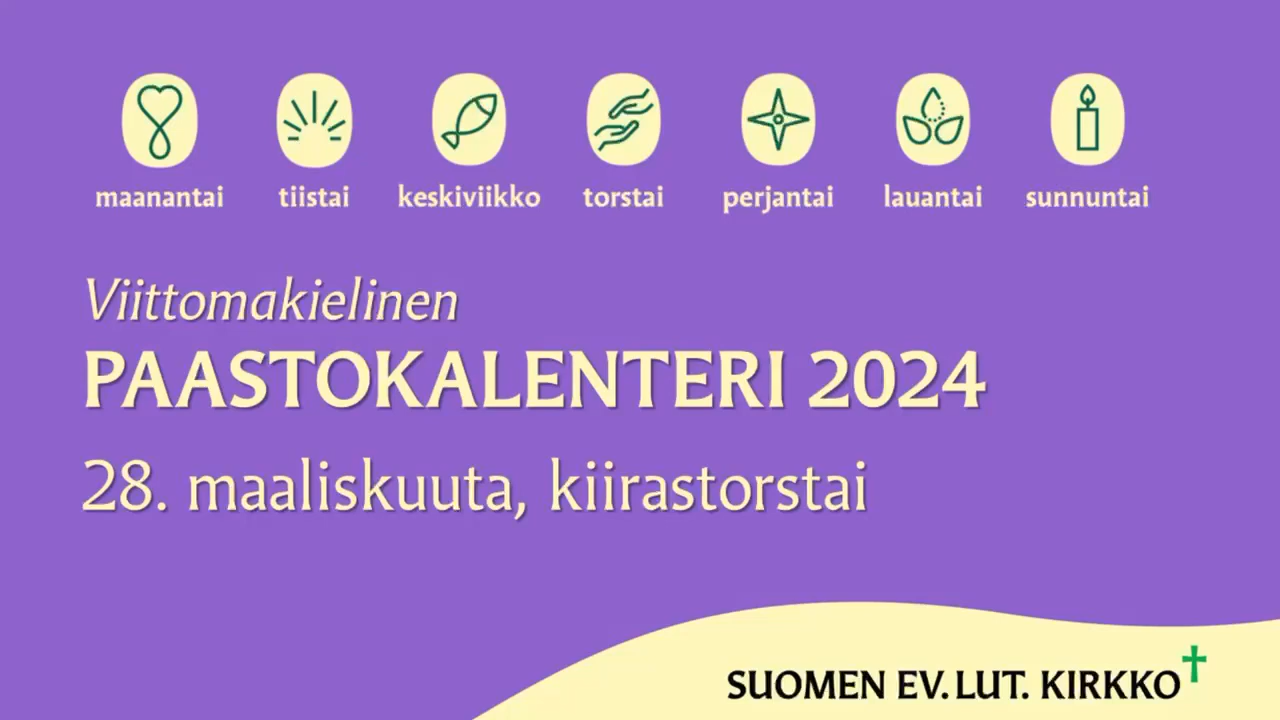 maanantai tiistai keskiviikko torstai perjantai lauantai sunnuntai
Viittomakielinen
PAASTOKALENTERI 2024
28. maaliskuuta, kiirastorstai
SUOMEN EV. LUT. KIRKKO